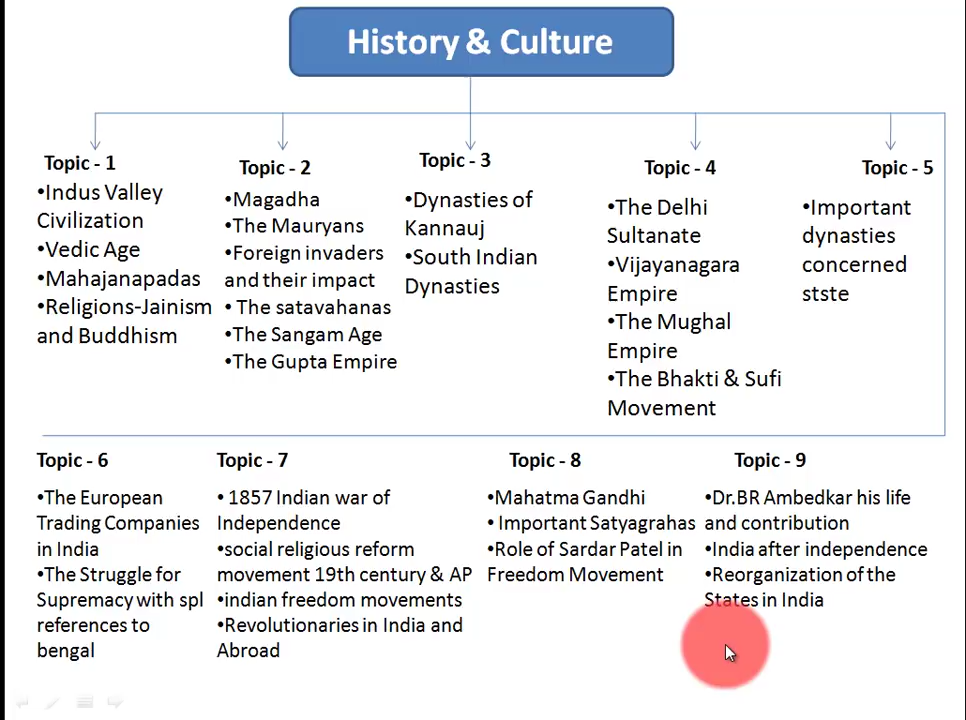 History & Culture
Topic - 1
•Indus Valley
Civilization
•Vedic Age
•Mahajanapadas
•Religions-Jainism
and Buddhism
Topic - 2
•Magadha
•The Mauryans
•Foreign invaders
and their impact
• The satavahanas
•The Sangam Age
•The Gupta Empire
Topic - 3
•Dynasties of
Kannauj
•South Indian
Dynasties
Topic - 4
•The Delhi
Sultanate
•Vijayanagara
Empire
•The Mughal
Empire
•The Bhakti & Sufi
Movement
Topic - 5
•Important
dynasties
concerned
stste
Topic - 6
•The European
Trading Companies
in India
•The Struggle for
Supremacy with spl
references to
bengal
Topic - 7
• 1857 Indian war of
Independence
•social religious reform
movement 19th century & AP
•indian freedom movements
•Revolutionaries in India and
Abroad
Topic - 8
•Mahatma Gandhi
• Important Satyagrahas
•Role of Sardar Patel in
Freedom Movement
Topic - 9
•Dr.BR Ambedkar his life
and contribution
•India after independence
•Reorganization of the
States in India